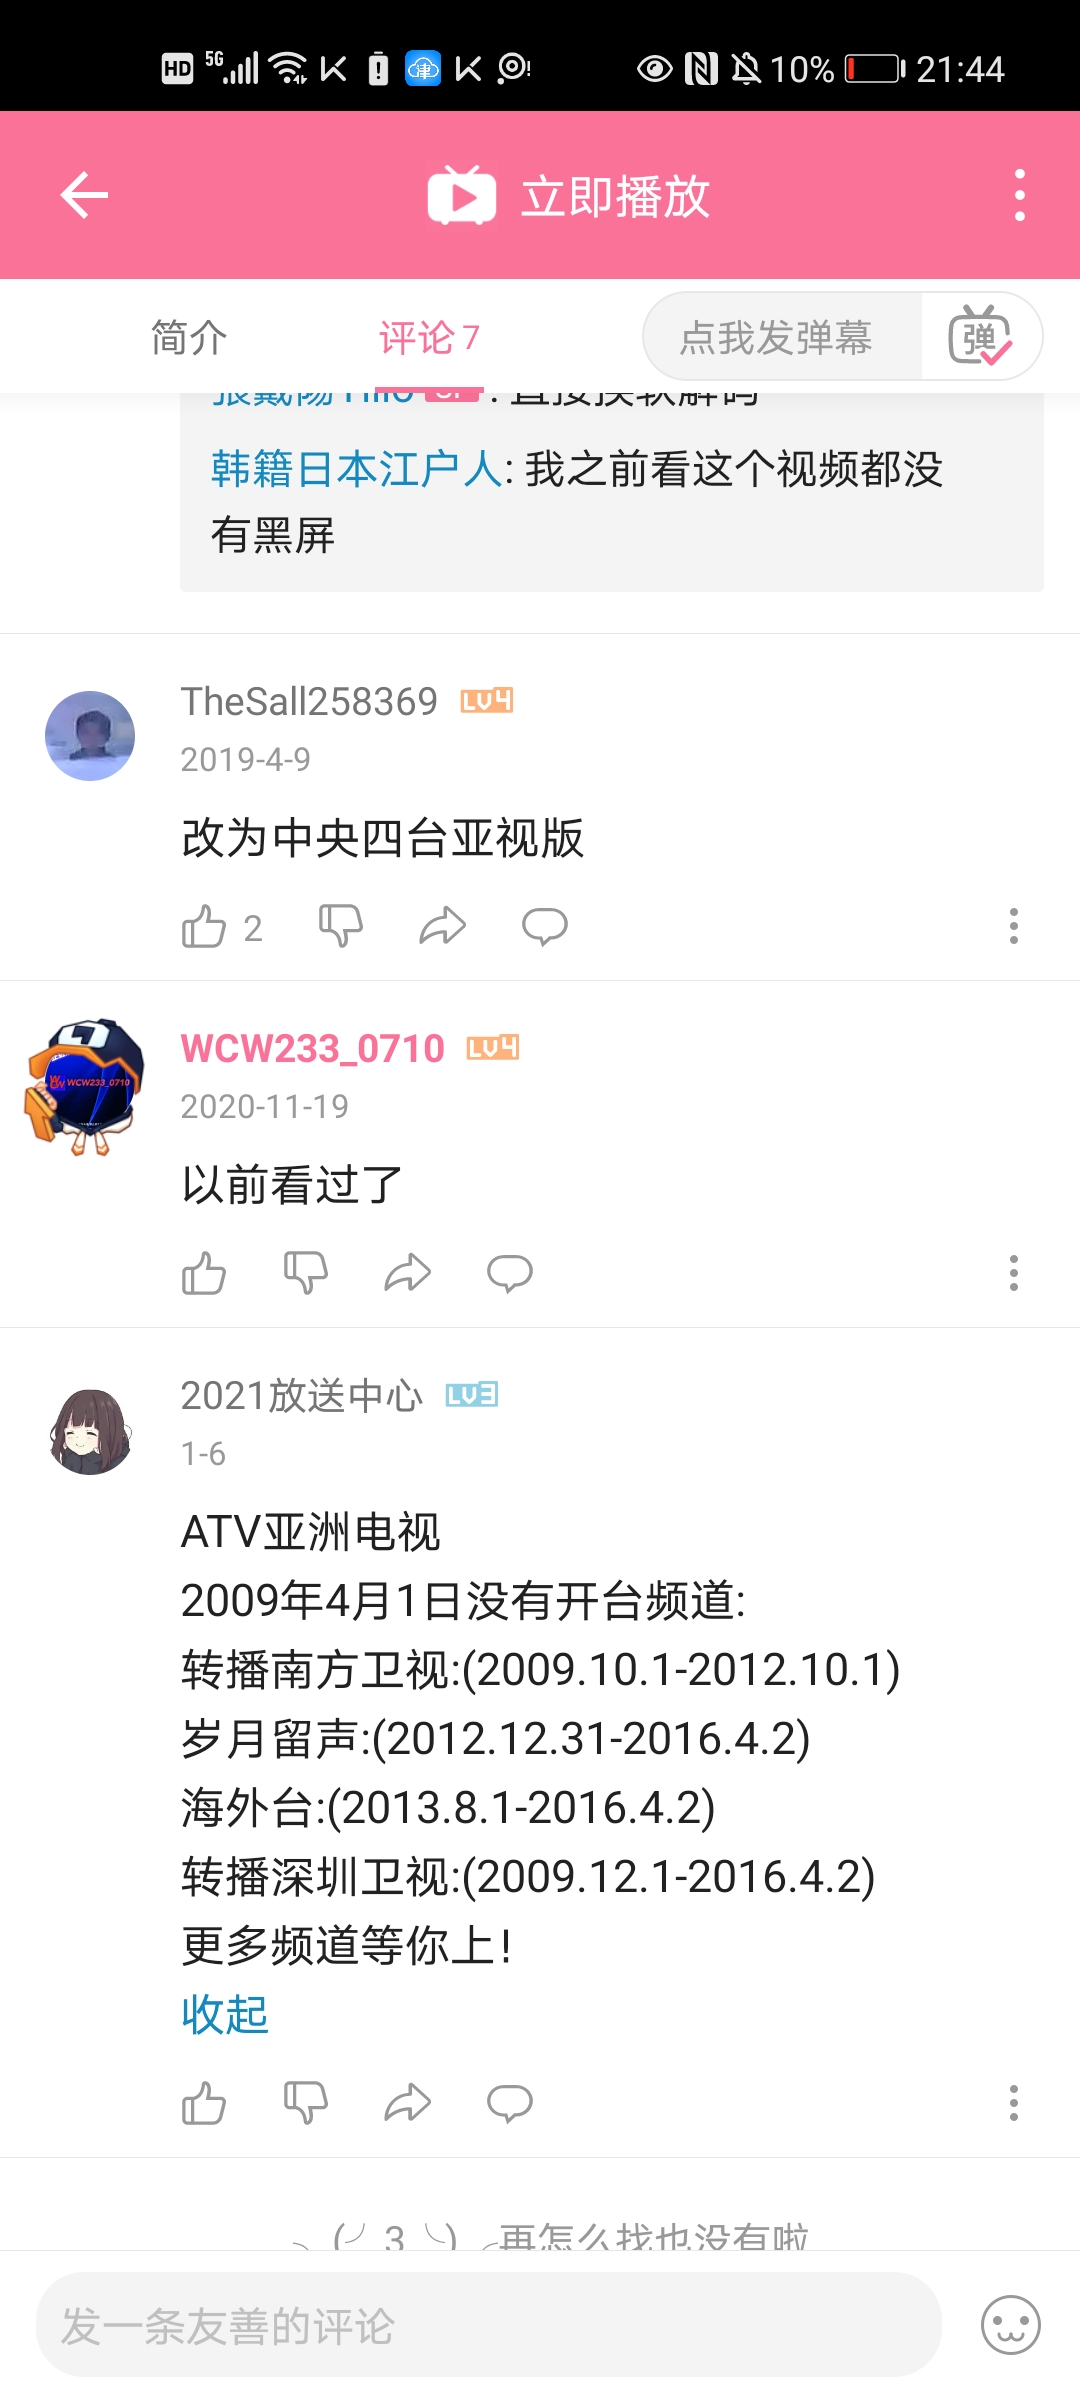 HD 5G 10% 21:44
立即播放
简介 评论 7 点我发弹幕 弹
韩籍日本江户人: 我之前看这个视频都没
有黑屏
TheSall258369 LV4
2019-4-9
改为中央四台亚视版
2
WCW233_0710 LV4
WCW233_0710
2020-11-19
以前看过了
2021放送中心 LV3
1-6
ATV亚洲电视
2009年4月1日没有开台频道:
转播南方卫视:(2009.10.1-2012.10.1)
岁月留声:(2012.12.31-2016.4.2)
海外台:(2013.8.1-2016.4.2)
转播深圳卫视:(2009.12.1-2016.4.2)
更多频道等你上!
收起
再怎么找也没有啦
发一条友善的评论